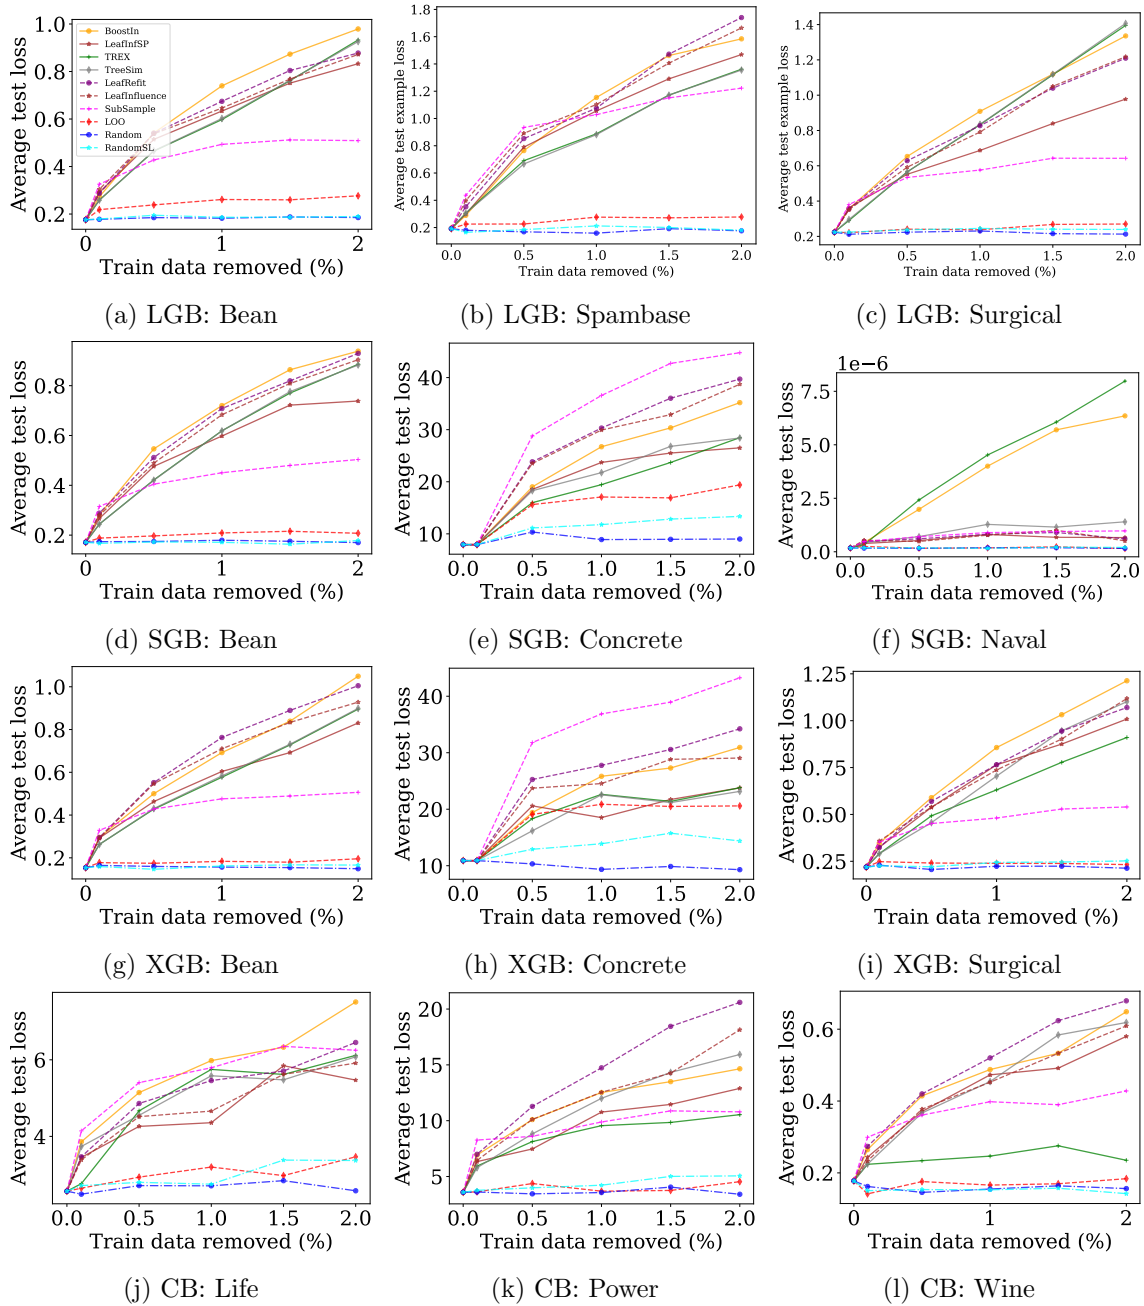 Average test loss
1.0
0.8
0.6
0.4
0.2
BoostIn
LeafInfSP
TREX
TreeSim
LeafRefit
LeafInfluence
SubSample
LOO
Random
RandomSL
0 1 2
Train data removed (%)
(a) LGB: Bean
Average test example loss
1.8
1.6
1.4
1.2
1.0
0.8
0.6
0.4
0.2
0.0 0.5 1.0 1.5 2.0
Train data removed (%)
(b) LGB: Spambase
Average test example loss
1.4
1.2
1.0
0.8
0.6
0.4
0.2
0.0 0.5 1.0 1.5 2.0
Train data removed (%)
(c) LGB: Surgical
Average test loss
0.8
0.6
0.4
0.2
0 1 2
Train data removed (%)
(d) SGB: Bean
Average test loss
40
30
20
10
0.0 0.5 1.0 1.5 2.0
Train data removed (%)
(e) SGB: Concrete
Average test loss
1e−6
7.5
5.0
2.5
0.0
0.0 0.5 1.0 1.5 2.0
Train data removed (%)
(f) SGB: Naval
Average test loss
1.0
0.8
0.6
0.4
0.2
0 1 2
Train data removed (%)
(g) XGB: Bean
Average test loss
40
30
20
10
0.0 0.5 1.0 1.5 2.0
Train data removed (%)
(h) XGB: Concrete
Average test loss
1.25
1.00
0.75
0.50
0.25
0 1 2
Train data removed (%)
(i) XGB: Surgical
Average test loss
6
4
0.0 0.5 1.0 1.5 2.0
Train data removed (%)
(j) CB: Life
Average test loss
20
15
10
5
0.0 0.5 1.0 1.5 2.0
Train data removed (%)
(k) CB: Power
Average test loss
0.6
0.4
0.2
0 1 2
Train data removed (%)
(l) CB: Wine